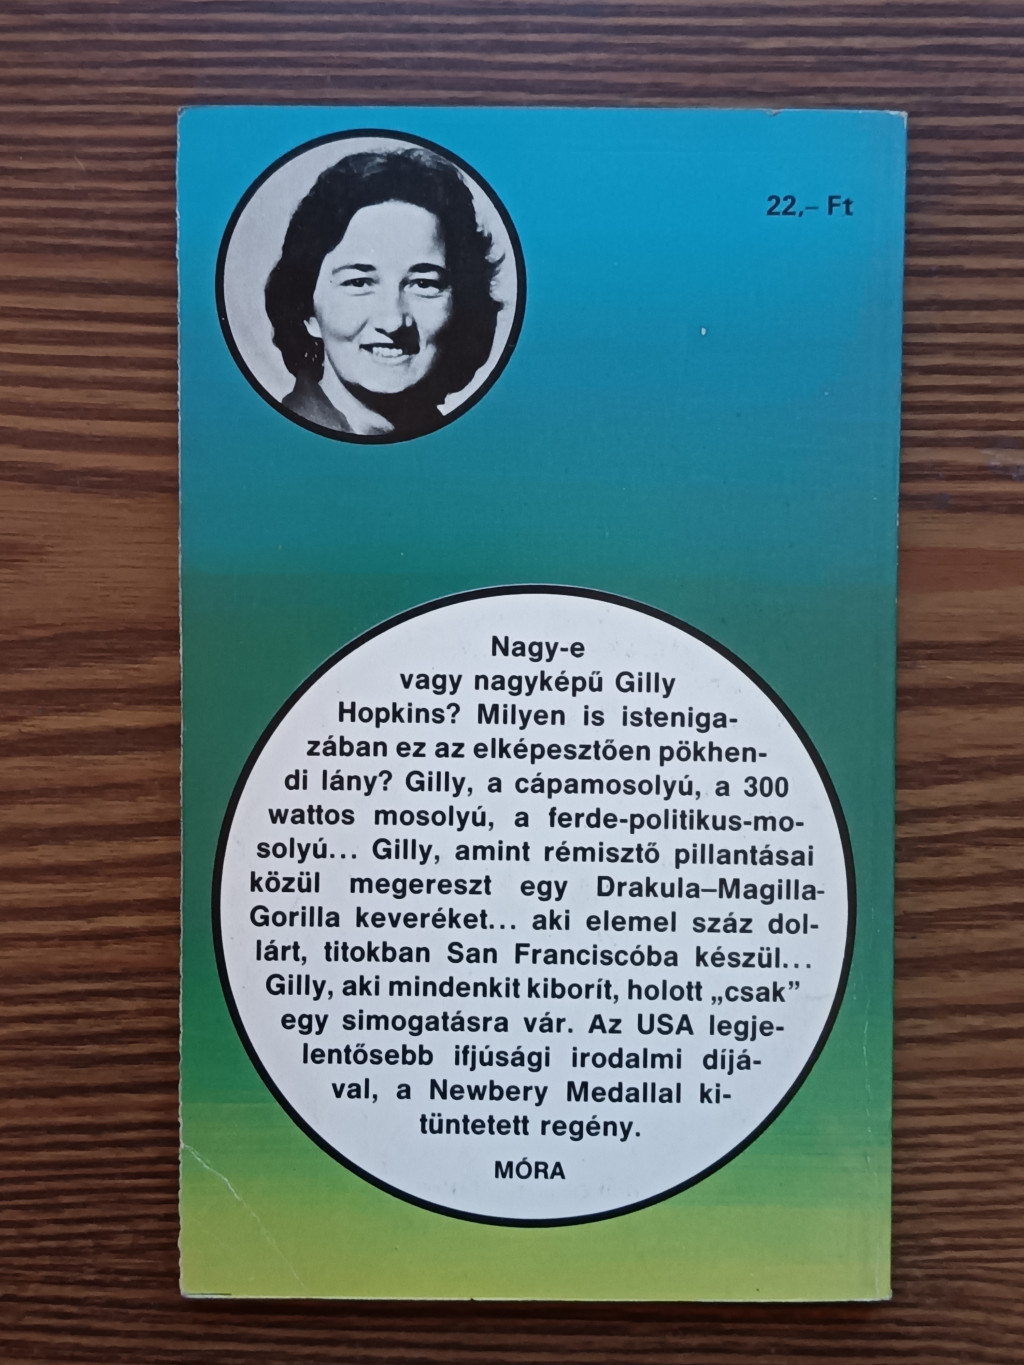 22,– Ft
Nagy-e
vagy nagyképű Gilly
Hopkins? Milyen is isteniga-
zában ez az elképesztően pökhen-
di lány? Gilly, a cápamosolyú, a 300
wattos mosolyú, a ferde-politikus-mo-
solyú... Gilly, amint rémisztő pillantásai
közül megereszt egy Drakula–Magilla-
Gorilla keveréket... aki elemel száz dol-
lárt, titokban San Franciscóba készül...
Gilly, aki mindenkit kiborít, holott „csak”
egy simogatásra vár. Az USA legje-
lentősebb ifjúsági irodalmi díjá-
val, a Newbery Medallal ki-
tüntetett regény.
MÓRA